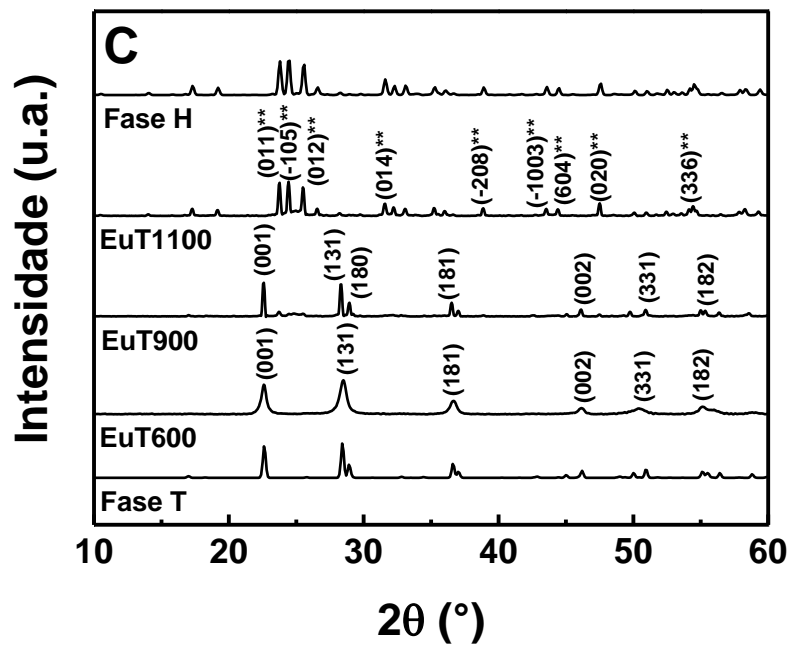 C
Intensidade (u.a.)
Fase H
(011)**
(-105)**
(012)**
(014)**
(-208)**
(-1003)**
(604)**
(020)**
(336)**
EuT1100
(001)
(131)
(180)
(181)
(002)
(331)
(182)
EuT900
(001)
(131)
(181)
(002)
(331)
(182)
EuT600
Fase T
10 20 30 40 50 60
2θ (°)